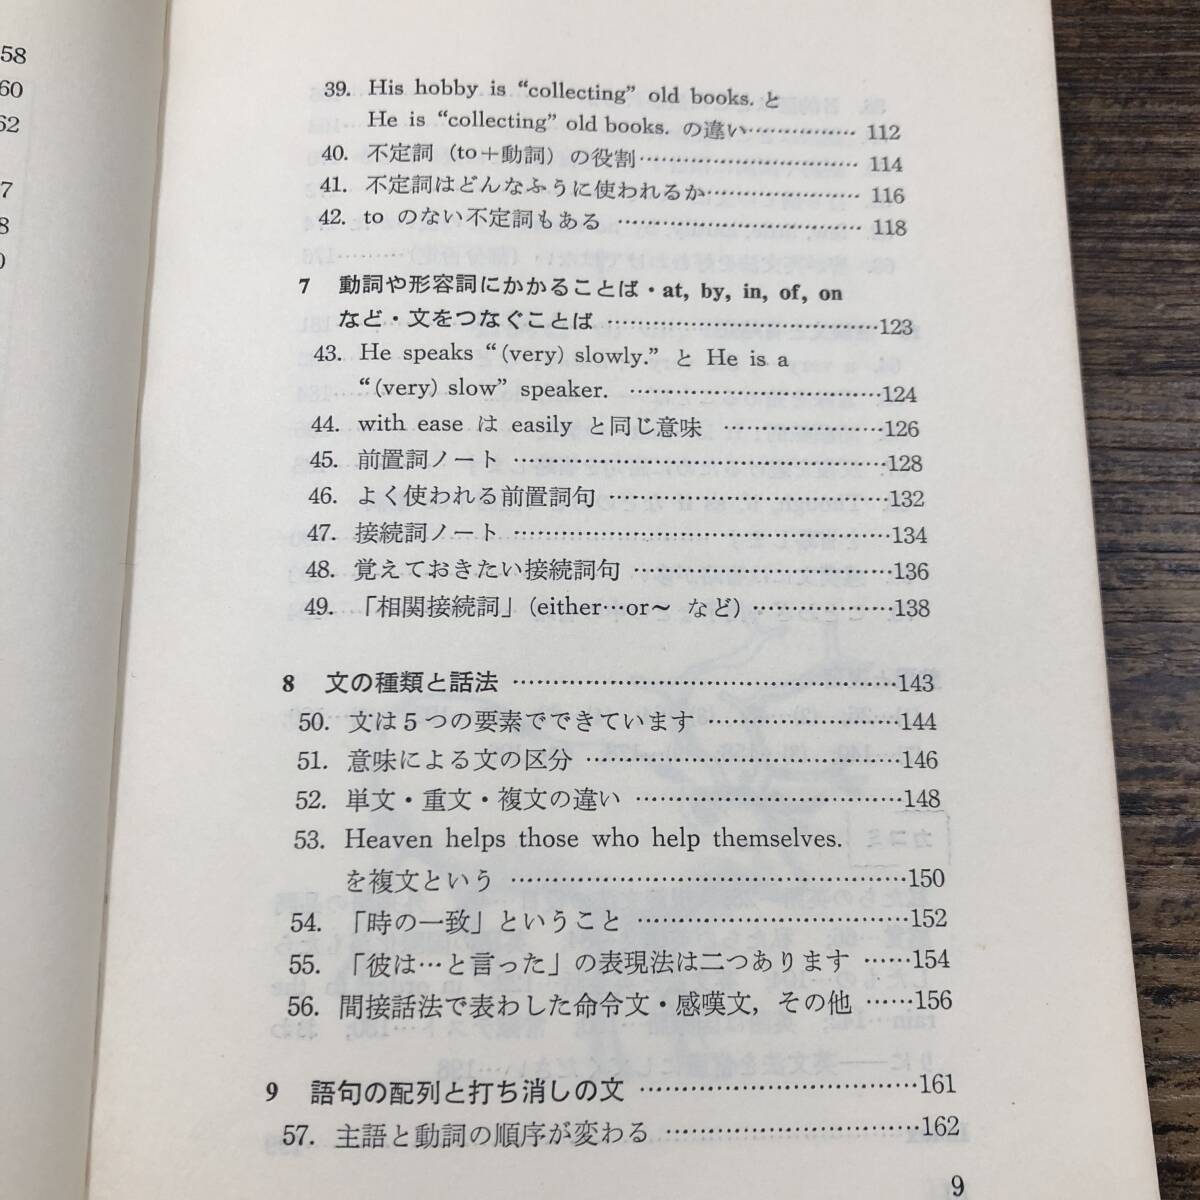 58
60
62
7
8
0
39. His hobby is “collecting” old books. と
He is “collecting” old books. の違い……………… 112
40. 不定詞（to＋動詞）の役割………………………… 114
41. 不定詞はどんなふうに使われるか………………… 116
42. to のない不定詞もある ……………………………… 118
7 動詞や形容詞にかかることば・at, by, in, of, on
など・文をつなぐことば ………………………………123
43. He speaks “(very) slowly.” と He is a
“(very) slow” speaker. ………………………………124
44. with ease は easily と同じ意味 …………………126
45. 前置詞ノート ………………………………………………128
46. よく使われる前置詞句 …………………………………132
47. 接続詞ノート ………………………………………………134
48. 覚えておきたい接続詞句 ………………………………136
49. 「相関接続詞」（either…or～ など）………………138
8 文の種類と話法 ………………………………………………143
50. 文は5つの要素でできています ………………………144
51. 意味による文の区分 ……………………………………146
52. 単文・重文・複文の違い ………………………………148
53. Heaven helps those who help themselves.
を複文という ………………………………………………150
54. 「時の一致」ということ ………………………………152
55. 「彼は…と言った」の表現法は二つあります ……154
56. 間接話法で表わした命令文・感嘆文, その他 ……156
9 語句の配列と打ち消しの文 …………………………………161
57. 主語と動詞の順序が変わる ……………………………162
9